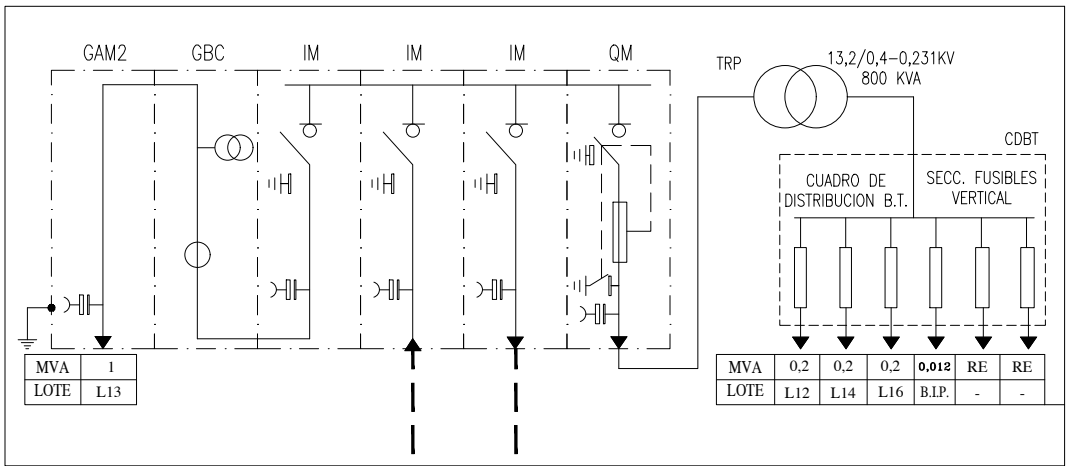 GAM2 GBC IM IM IM QM
TRP
13,2/0,4-0,231KV
800 KVA
CDBT
CUADRO DE
DISTRIBUCION B.T.
SECC. FUSIBLES
VERTICAL
MVA 1
LOTE L13
MVA 0,2 0,2 0,2 0,012 RE RE
LOTE L12 L14 L16 B.I.P. - -